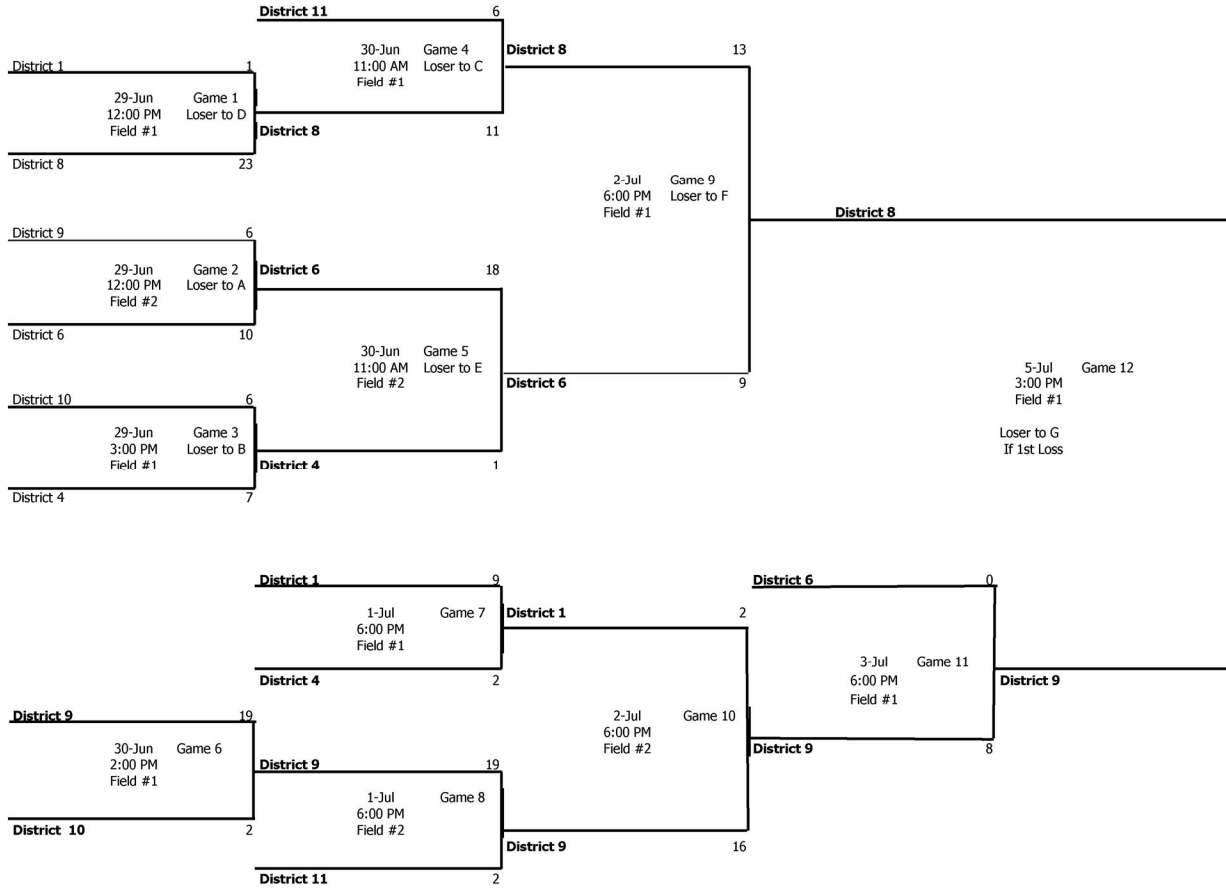 District 11 6
30-Jun Game 4
11:00 AM Loser to C
Field #1
District 8 13
District 1 1
29-Jun Game 1
12:00 PM Loser to D
Field #1
District 8 11
District 8 23
2-Jul Game 9
6:00 PM Loser to F
Field #1
District 8
District 9 6
29-Jun Game 2
12:00 PM Loser to A
Field #2
District 6 18
District 6 10
30-Jun Game 5
11:00 AM Loser to E
Field #2
District 6 9
5-Jul Game 12
3:00 PM
Field #1
Loser to G
If 1st Loss
District 10 6
29-Jun Game 3
3:00 PM Loser to B
Field #1
District 4 1
District 4 7
District 1 9
1-Jul Game 7
6:00 PM
Field #1
District 1 2
District 4 2
District 6 0
3-Jul Game 11
6:00 PM
Field #1
District 9
District 9 19
30-Jun Game 6
2:00 PM
Field #1
District 9 19
2-Jul Game 10
6:00 PM
Field #2
District 9 8
District 10 2
1-Jul Game 8
6:00 PM
Field #2
District 9 16
District 11 2